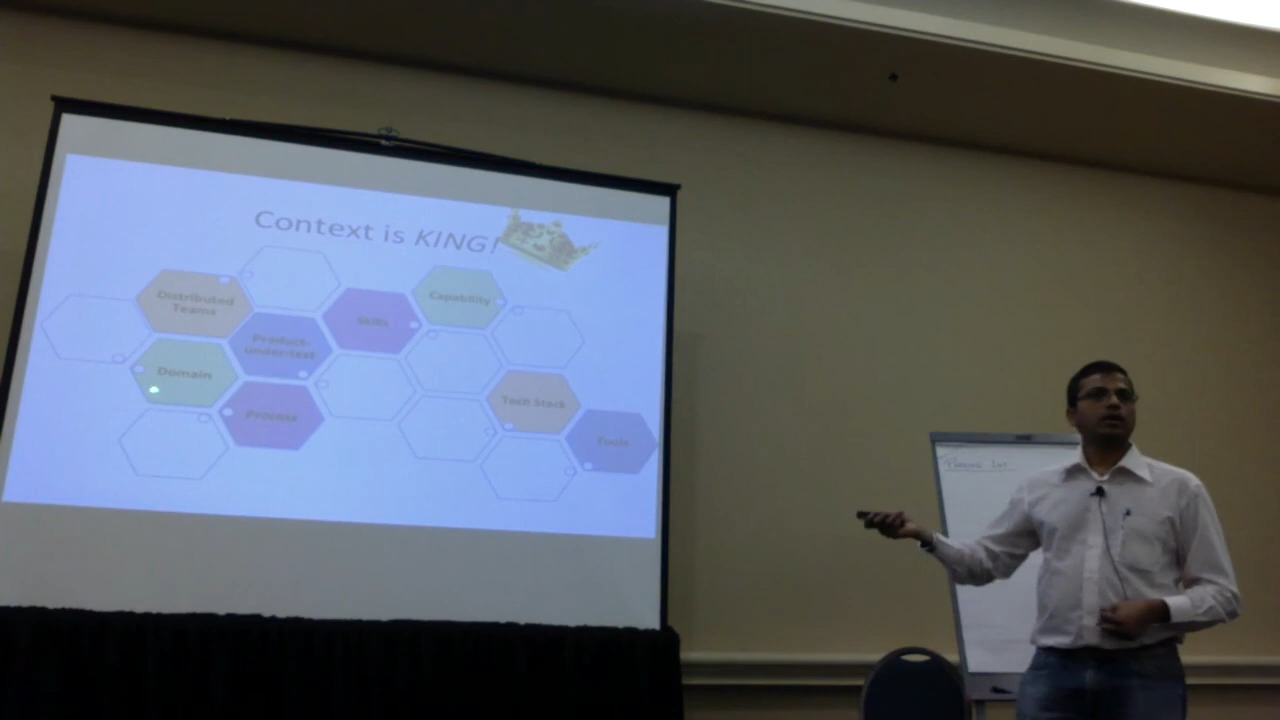 Context is KING!
Distributed
Teams
Capability
Skills
Product-
under-test
Domain
Tech Stack
Process
Tools